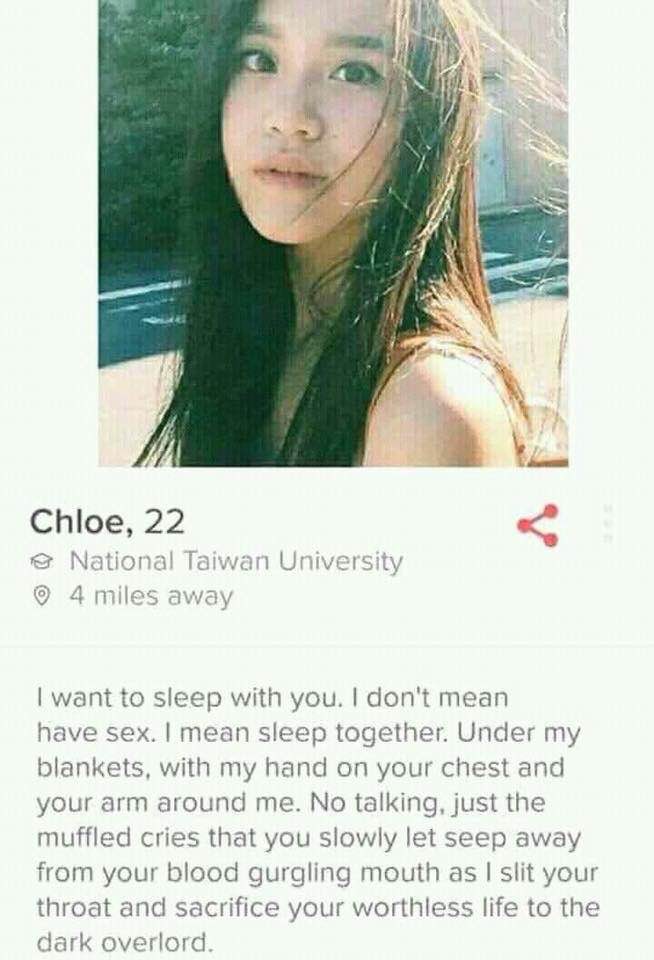 Chloe, 22
National Taiwan University
4 miles away
I want to sleep with you. I don't mean
have sex. I mean sleep together. Under my
blankets, with my hand on your chest and
your arm around me. No talking, just the
muffled cries that you slowly let seep away
from your blood gurgling mouth as I slit your
throat and sacrifice your worthless life to the
dark overlord.